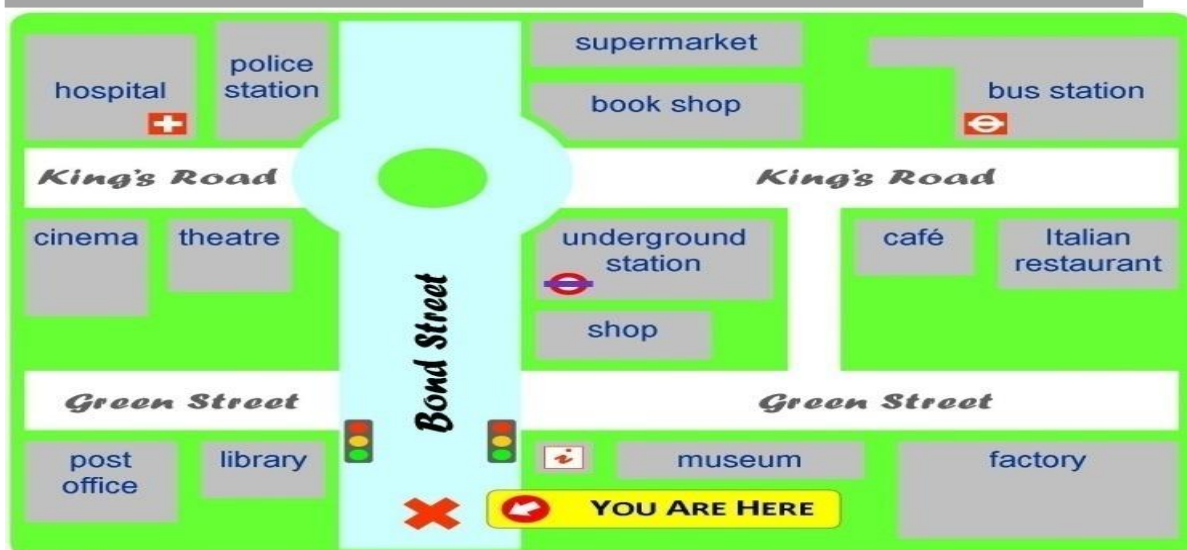 hospital
police
station
supermarket
book shop
bus station
King's Road
King's Road
cinema
theatre
underground
station
café
Italian
restaurant
shop
Bond Street
Green Street
Green Street
post
office
library
i
museum
factory
YOU ARE HERE